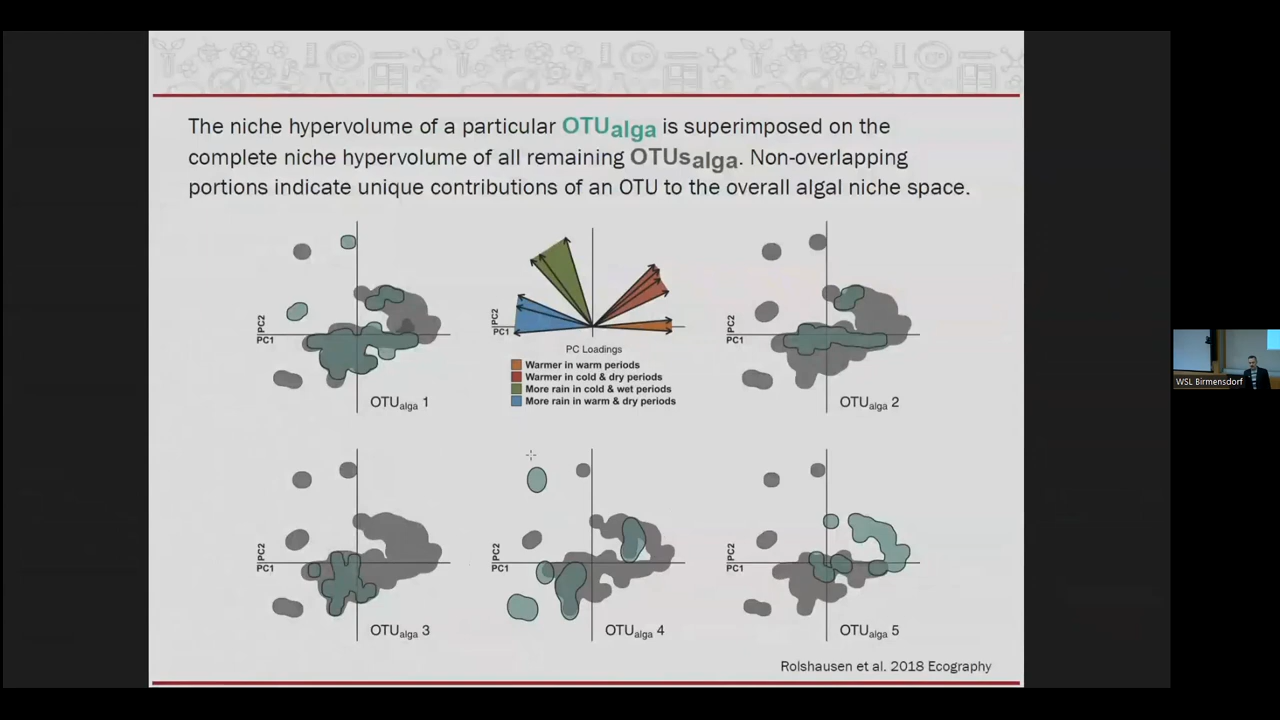 The niche hypervolume of a particular OTUalga is superimposed on the
complete niche hypervolume of all remaining OTUsalga. Non-overlapping
portions indicate unique contributions of an OTU to the overall algal niche space.
PC2
PC1
OTUalga 1
PC2
PC1
PC Loadings
Warmer in warm periods
Warmer in cold & dry periods
More rain in cold & wet periods
More rain in warm & dry periods
PC2
PC1
OTUalga 2
WSL Birmensdorf
PC2
PC1
OTUalga 3
PC2
PC1
OTUalga 4
PC2
PC1
OTUalga 5
Rolshausen et al. 2018 Ecography